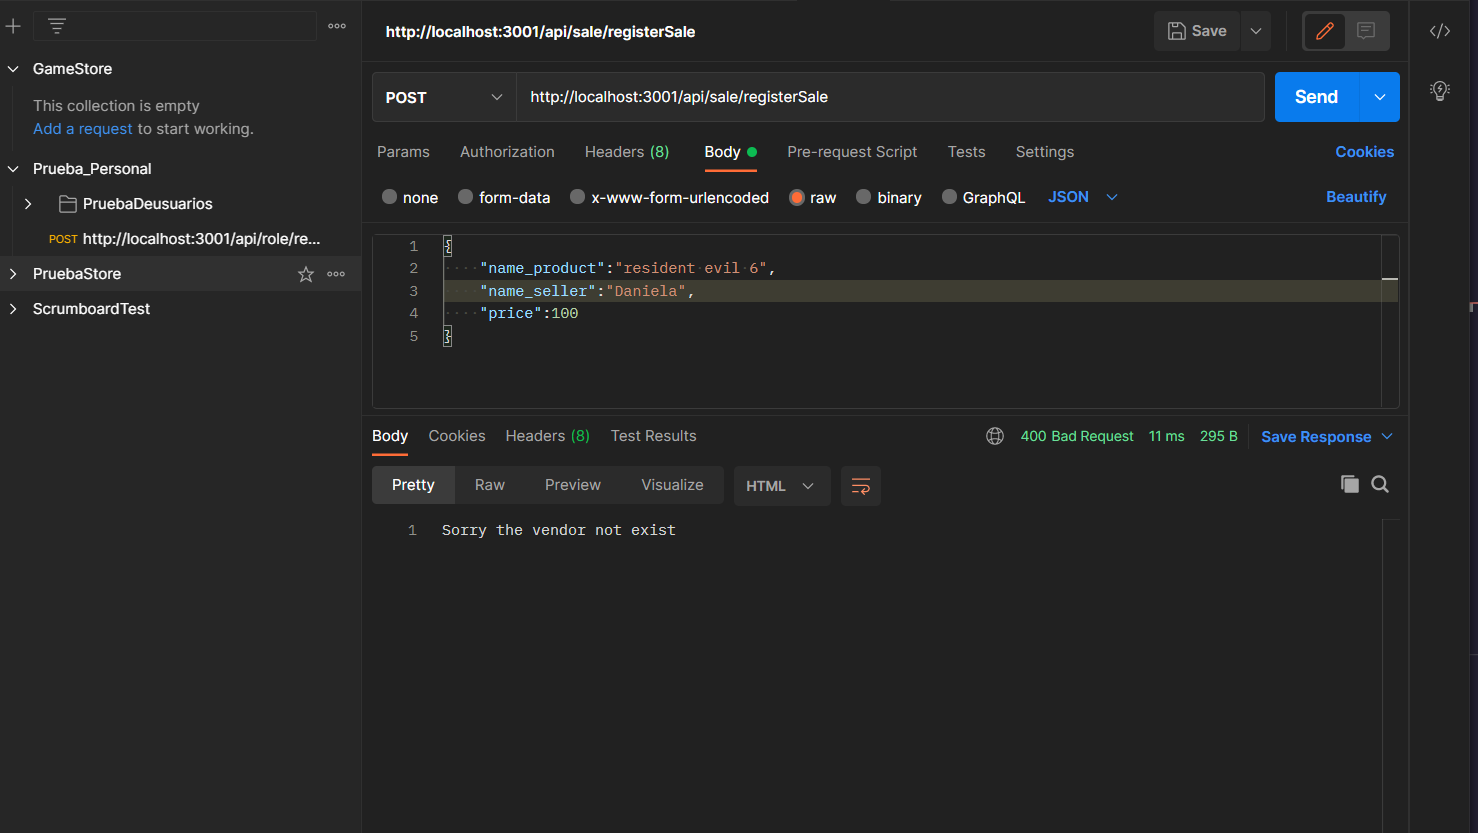 GameStore
This collection is empty
Add a request to start working.
Prueba_Personal
PruebaDeusuarios
POST http://localhost:3001/api/role/re...
PruebaStore
ScrumboardTest
http://localhost:3001/api/sale/registerSale
Save
POST http://localhost:3001/api/sale/registerSale Send
Params Authorization Headers (8) Body Pre-request Script Tests Settings Cookies
none form-data x-www-form-urlencoded raw binary GraphQL JSON Beautify
1 {
2 "name_product":"resident evil 6",
3 "name_seller":"Daniela",
4 "price":100
5 }
Body Cookies Headers (8) Test Results 400 Bad Request 11 ms 295 B Save Response
Pretty Raw Preview Visualize HTML
1 Sorry the vendor not exist